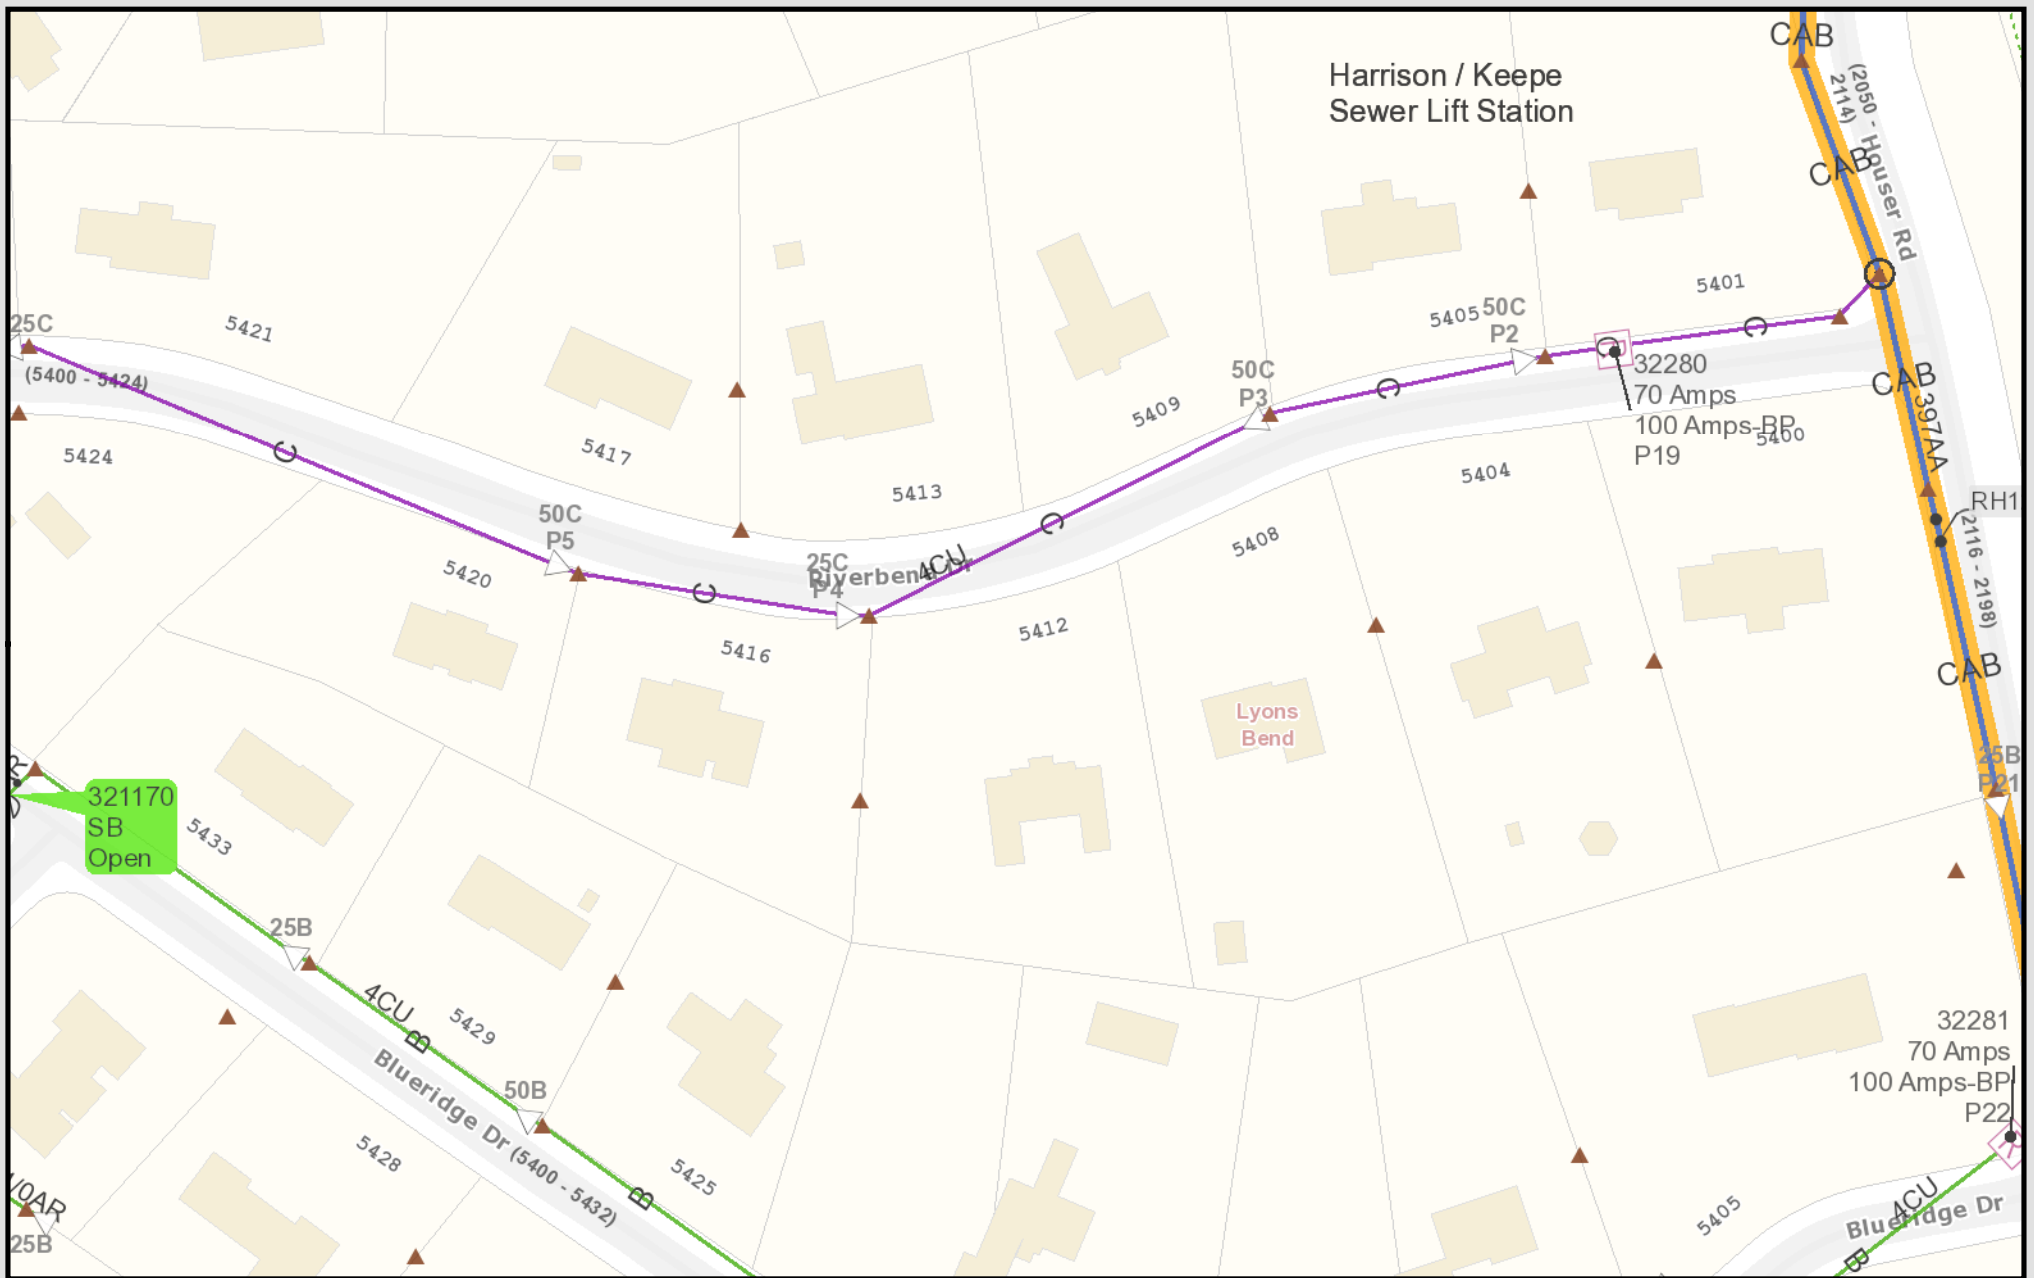 CAB
Harrison / Keepe
Sewer Lift Station
(2050 -
2114)
Houser Rd
CAB
5401
5405
50C
P2
C
C
5421
25C
(5400 - 5424)
32280
70 Amps
100 Amps-BP
P19
5400
CAB
397AA
50C
P3
C
5409
5404
5417
C
5424
5413
RH1
(2116 - 2198)
50C
P5
C
5408
25C
P4
Riverbend Dr
4CU
5420
C
5412
5416
CAB
Lyons
Bend
25B
P21
321170
SB
Open
5433
25B
4CU
B
5429
32281
70 Amps
100 Amps-BP
P22
Blueridge Dr (5400 - 5432)
50B
5428
5425
B
/0AR
25B
5405
4CU
Blueridge Dr
B